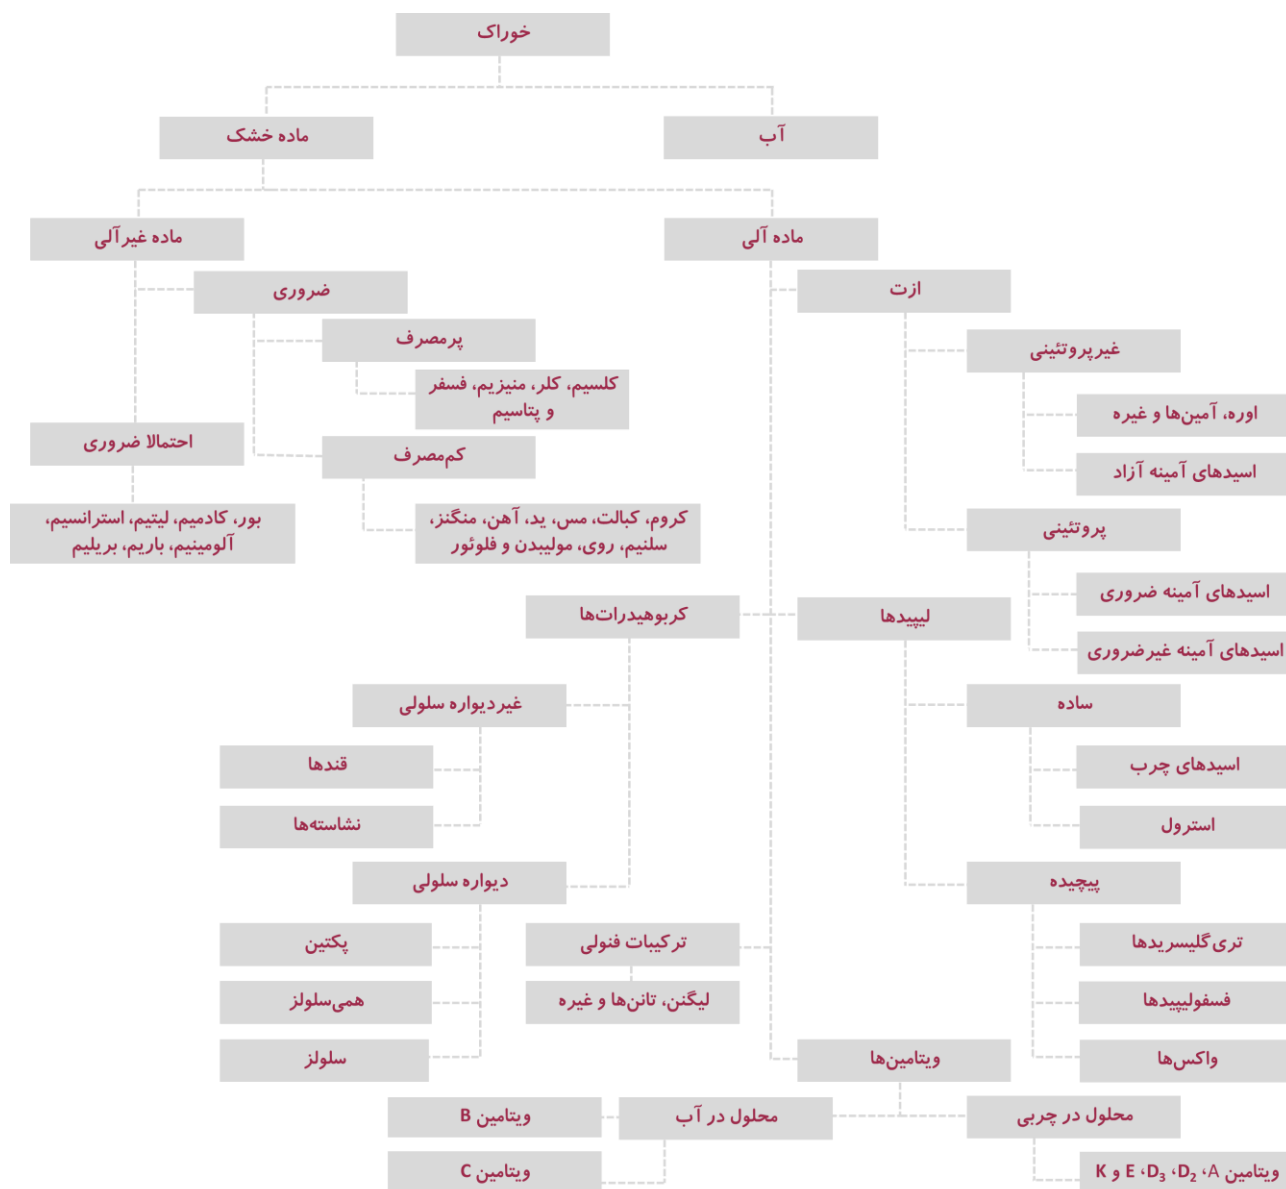 خوراک
آب
ماده خشک
ماده آلی
ماده غیرآلی
ازت
ضروری
غیرپروتئینی
پرمصرف
اوره، آمین‌ها و غیره
کلسیم، کلر، منیزیم، فسفر
و پتاسیم
اسیدهای آمینه آزاد
کم‌مصرف
احتمالا ضروری
پروتئینی
کروم، کبالت، مس، ید، آهن، منگنز،
سلنیم، روی، مولیبدن و فلوئور
بور، کادمیم، لیتیم، استرانسیم،
آلومینیم، باریم، بریلیم
اسیدهای آمینه ضروری
اسیدهای آمینه غیرضروری
لیپیدها
کربوهیدرات‌ها
ساده
غیردیواره سلولی
اسیدهای چرب
قندها
استرول
نشاسته‌ها
پیچیده
دیواره سلولی
تری‌گلیسریدها
ترکیبات فنولی
پکتین
فسفولیپیدها
لیگنن، تانن‌ها و غیره
همی‌سلولز
واکس‌ها
ویتامین‌ها
سلولز
محلول در چربی
محلول در آب
ویتامین B
ویتامین A، D₂، D₃، E و K
ویتامین C